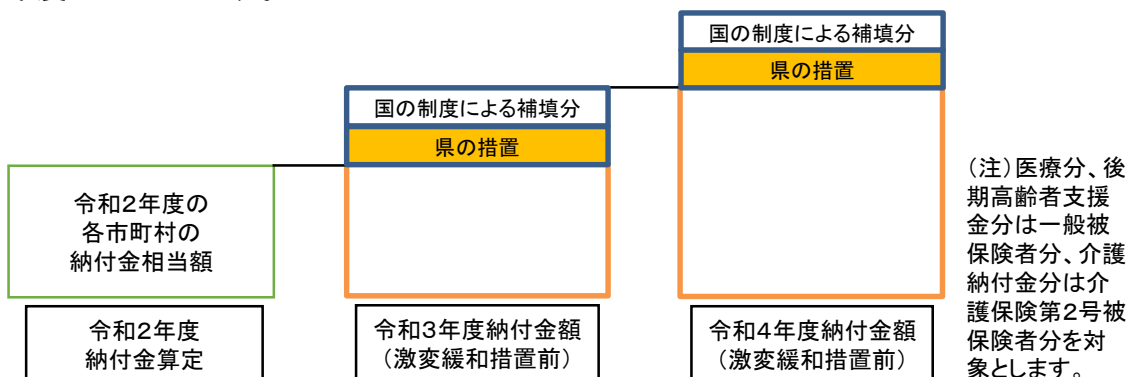 国の制度による補填分
県の措置
国の制度による補填分
県の措置
令和2年度の
各市町村の
納付金相当額
(注)医療分、後
期高齢者支援
金分は一般被
保険者分、介護
納付金分は介
護保険第2号被
保険者分を対
象とします。
令和2年度
納付金算定
令和3年度納付金額
(激変緩和措置前)
令和4年度納付金額
(激変緩和措置前)